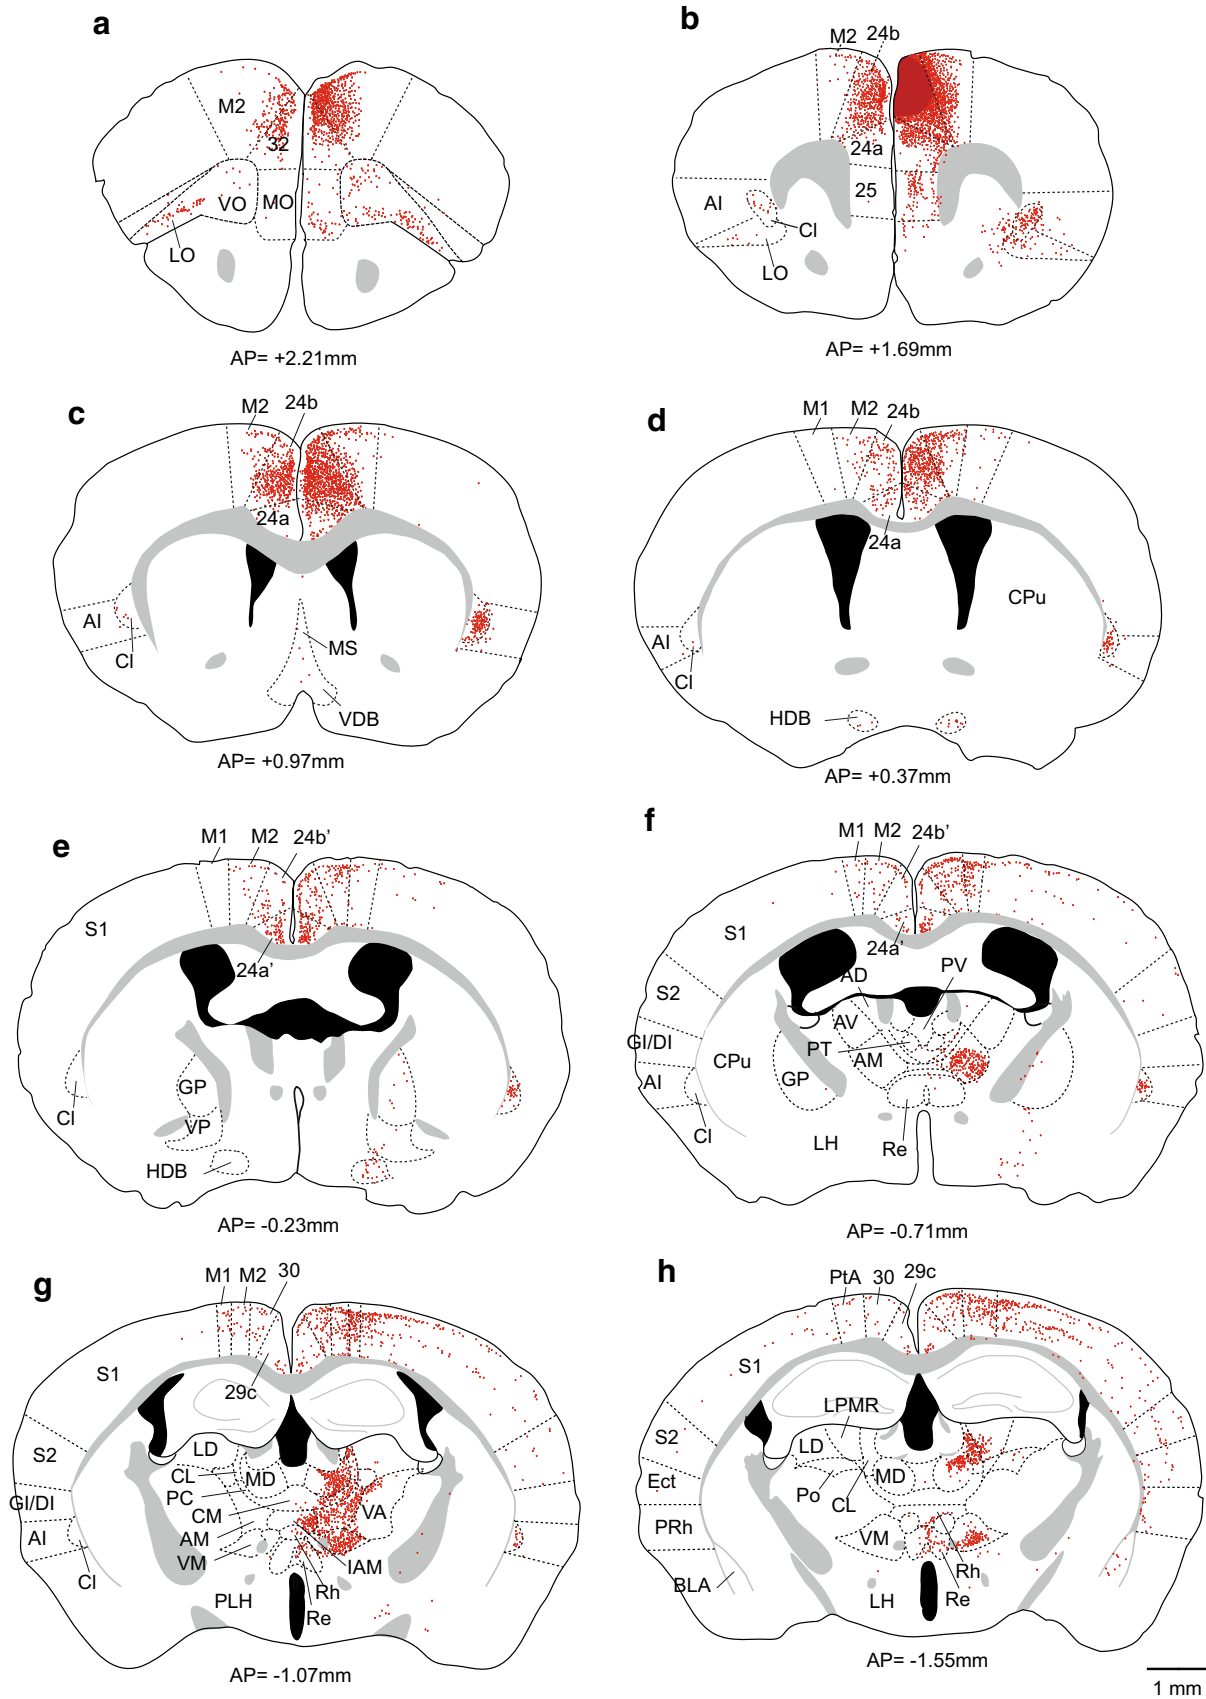 a
M2
32
VO
MO
LO
AP= +2.21mm
b
M2
24b
24a
25
AI
Cl
LO
AP= +1.69mm
c
M2
24b
24a
AI
Cl
MS
VDB
AP= +0.97mm
d
M1
M2
24b
24a
CPu
AI
Cl
HDB
AP= +0.37mm
e
M1
M2
24b’
S1
24a’
GP
Cl
VP
HDB
AP= -0.23mm
f
M1
M2
24b’
S1
24a’
PV
AD
S2
AV
GI/DI
PT
AM
CPu
AI
GP
Cl
LH
Re
AP= -0.71mm
g
M1
M2
30
S1
29c
S2
LD
CL
MD
PC
GI/DI
CM
VA
AM
AI
VM
IAM
Cl
Rh
PLH
Re
AP= -1.07mm
h
PtA
30
29c
S1
LPMR
S2
LD
Ect
MD
Po
CL
PRh
VM
Rh
BLA
LH
Re
AP= -1.55mm
1 mm